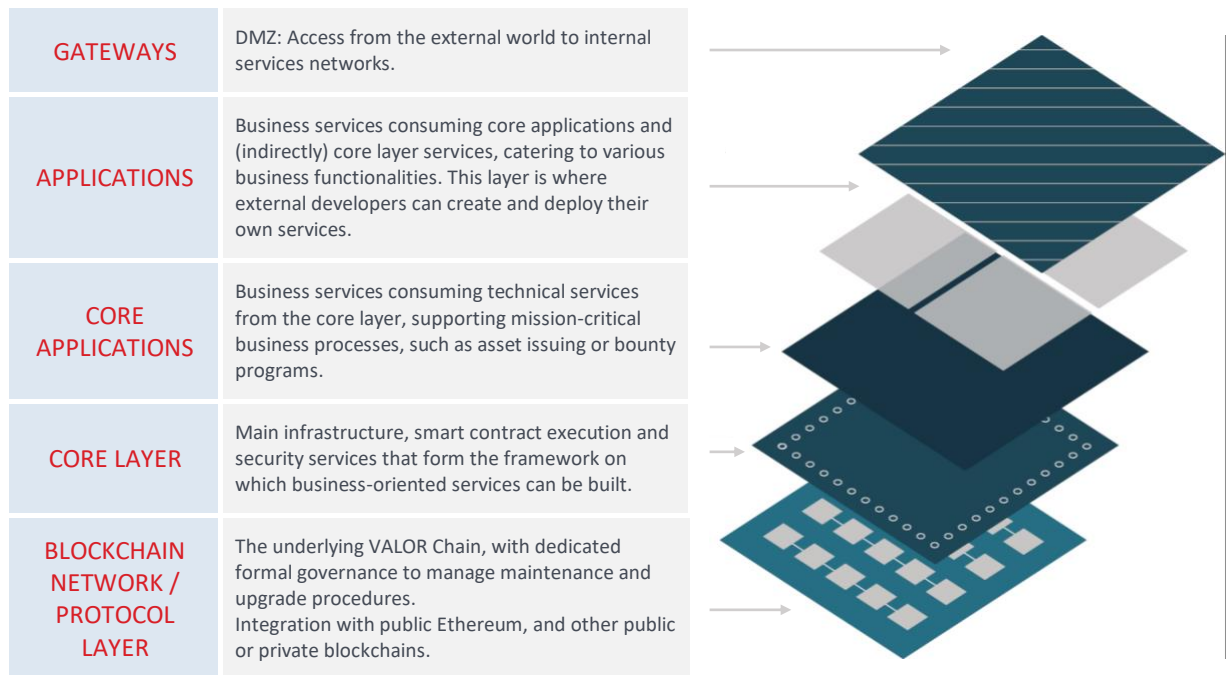 GATEWAYS
DMZ: Access from the external world to internal
services networks.
APPLICATIONS
Business services consuming core applications and
(indirectly) core layer services, catering to various
business functionalities. This layer is where
external developers can create and deploy their
own services.
CORE
APPLICATIONS
Business services consuming technical services
from the core layer, supporting mission-critical
business processes, such as asset issuing or bounty
programs.
CORE LAYER
Main infrastructure, smart contract execution and
security services that form the framework on
which business-oriented services can be built.
BLOCKCHAIN
NETWORK /
PROTOCOL
LAYER
The underlying VALOR Chain, with dedicated
formal governance to manage maintenance and
upgrade procedures.
Integration with public Ethereum, and other public
or private blockchains.